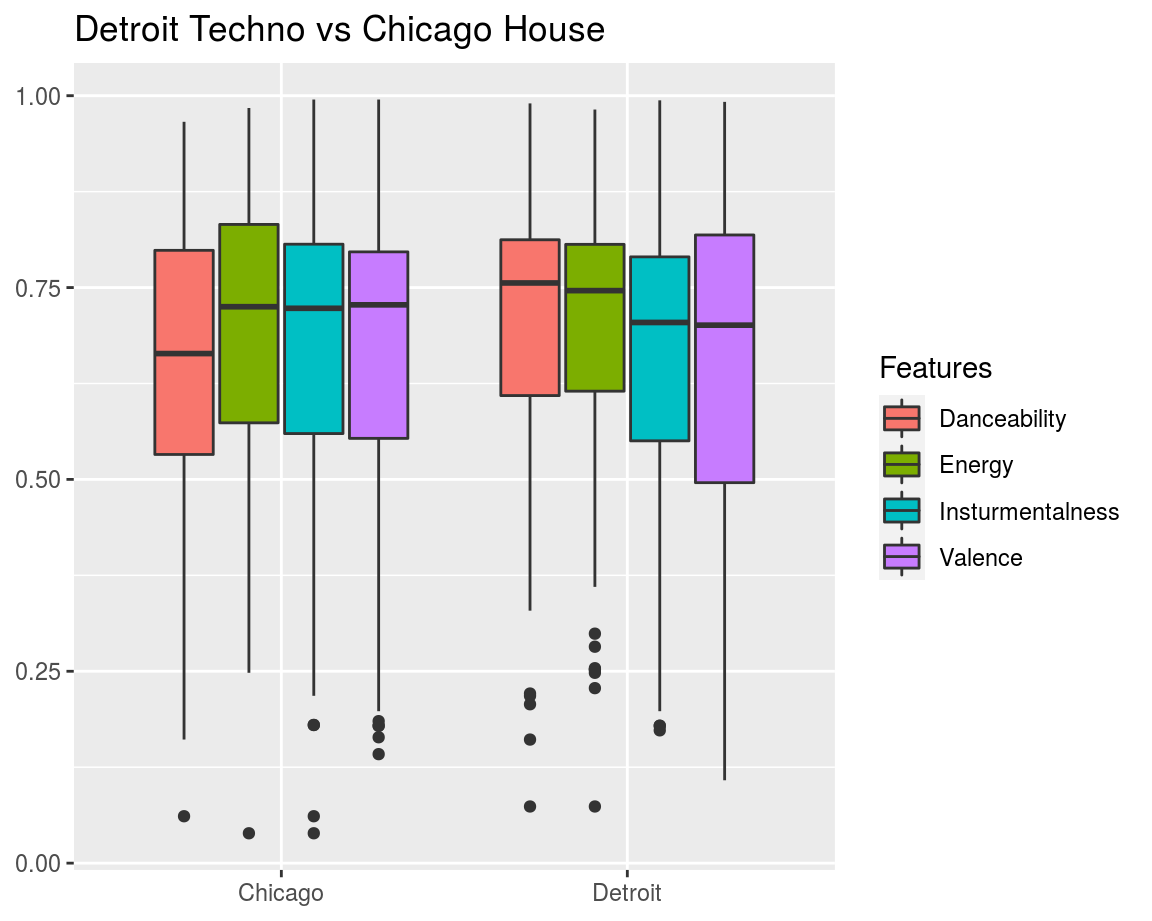 Detroit Techno vs Chicago House
1.00
0.75
0.50
0.25
0.00
Chicago
Detroit
Features
Danceability
Energy
Insturmentalness
Valence